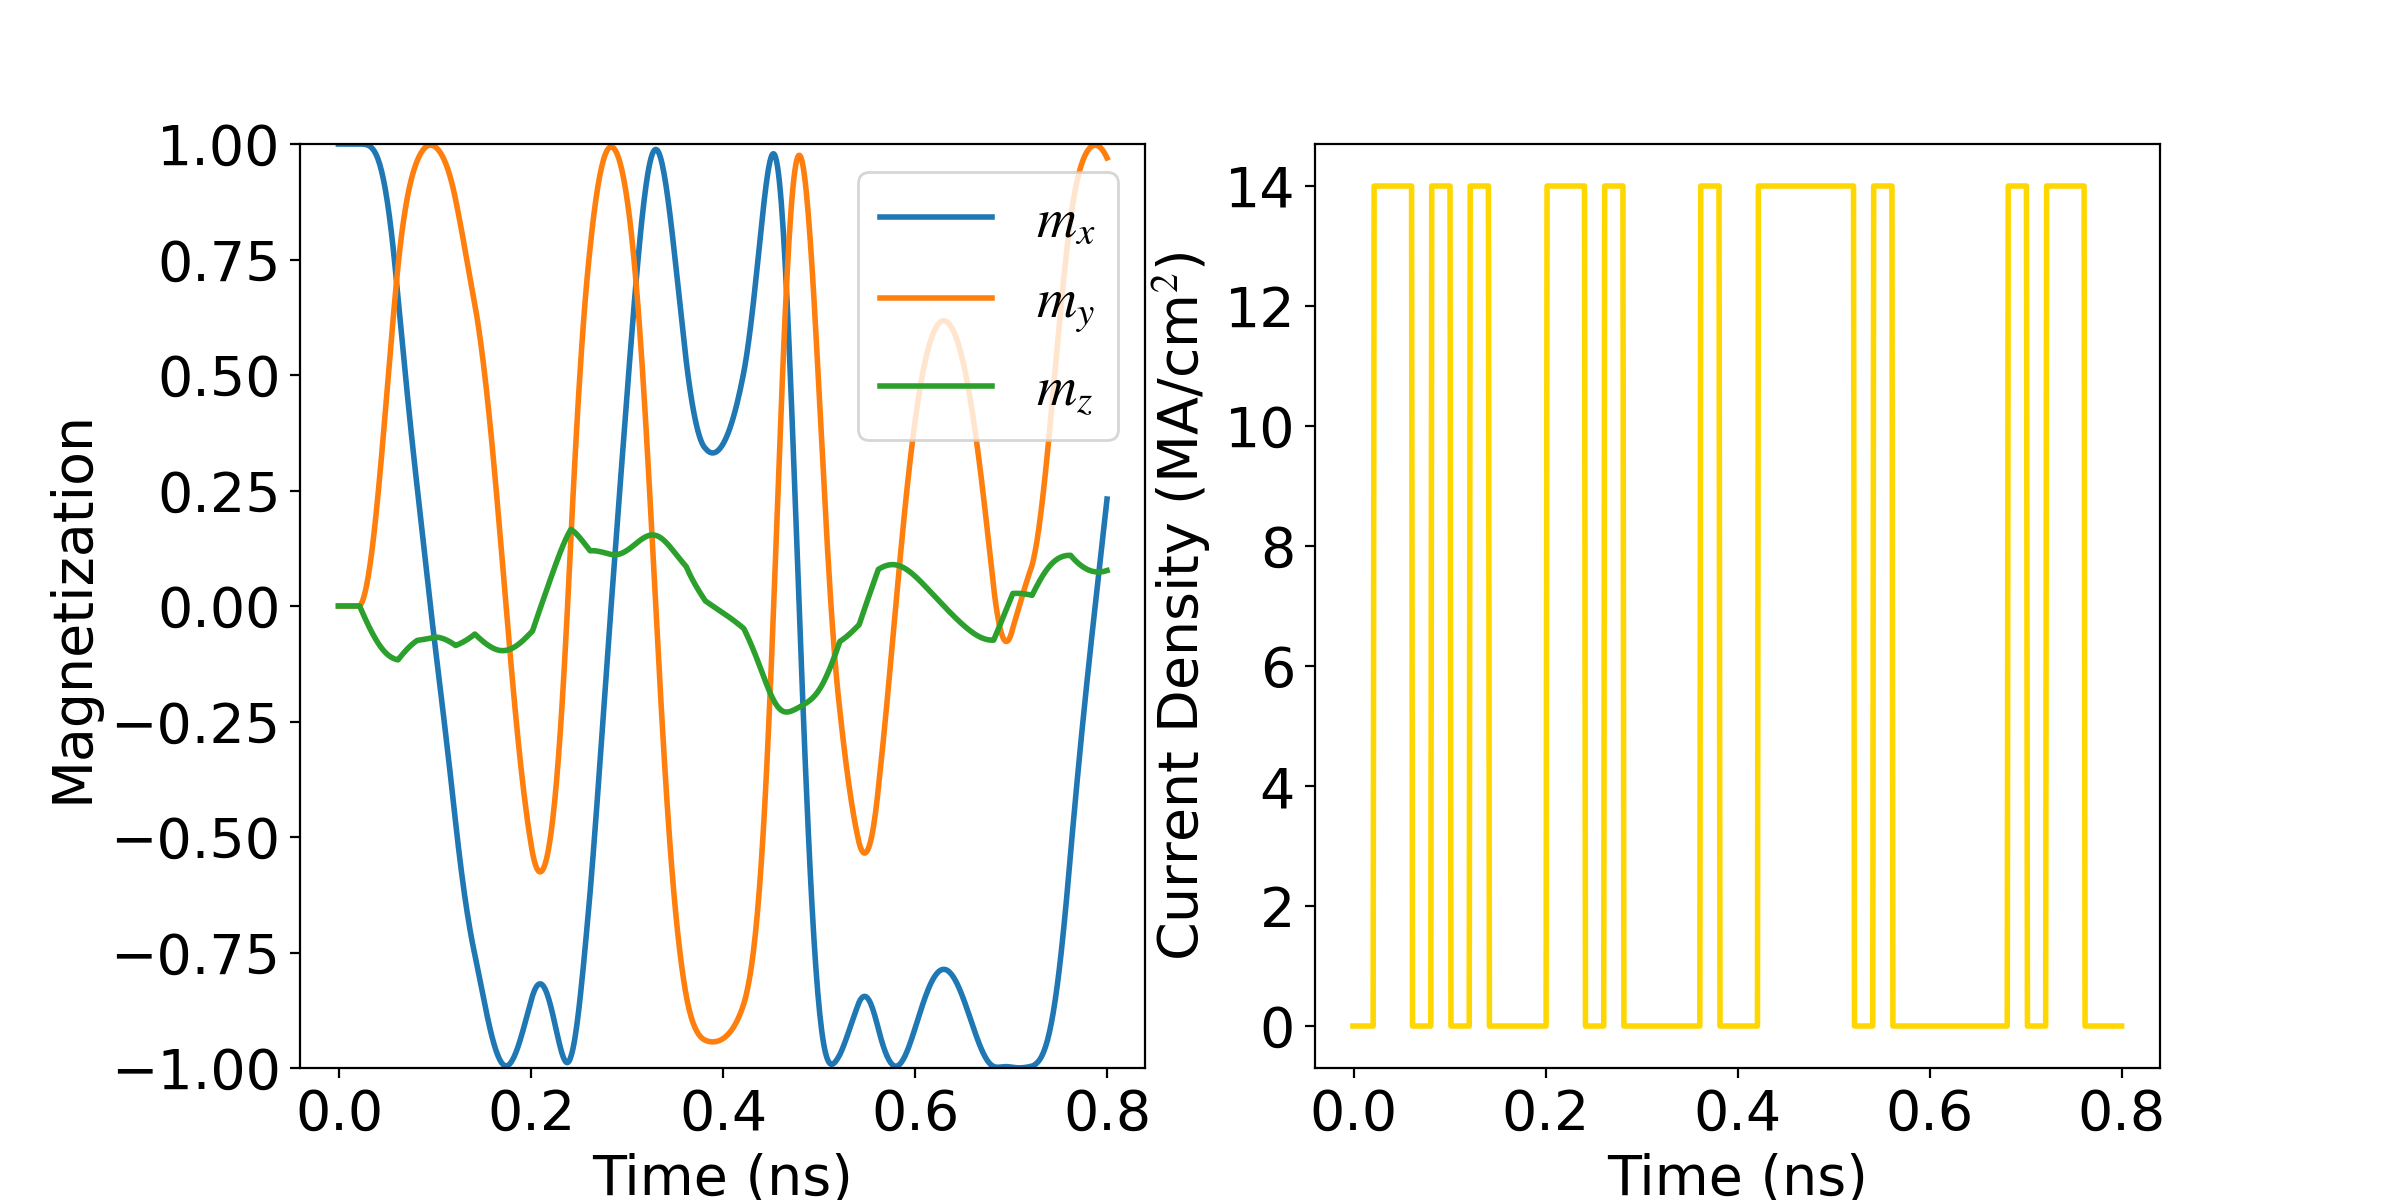 Magnetization
1.00
0.75
0.50
0.25
0.00
−0.25
−0.50
−0.75
−1.00
0.0 0.2 0.4 0.6 0.8
Time (ns)
m_x
m_y
m_z
Current Density (MA/cm²)
14
12
10
8
6
4
2
0
0.0 0.2 0.4 0.6 0.8
Time (ns)